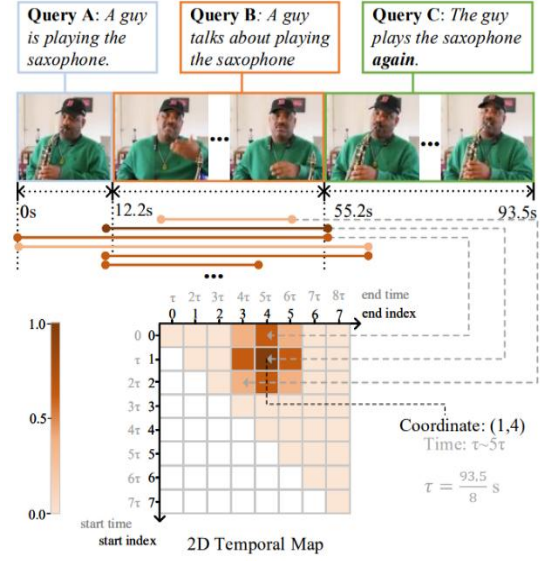 Query A: A guy
is playing the
saxophone.
Query B: A guy
talks about playing
the saxophone
Query C: The guy
plays the saxophone
again.
... ...
0s 12.2s 55.2s 93.5s
...
τ 2τ 3τ 4τ 5τ 6τ 7τ 8τ end time
0 1 2 3 4 5 6 7 end index
1.0
0.5
0.0
0 0
τ 1
2τ 2
3τ 3
4τ 4
5τ 5
6τ 6
7τ 7
Coordinate: (1,4)
Time: τ~5τ
τ = 93,5/8 s
start time
start index
2D Temporal Map